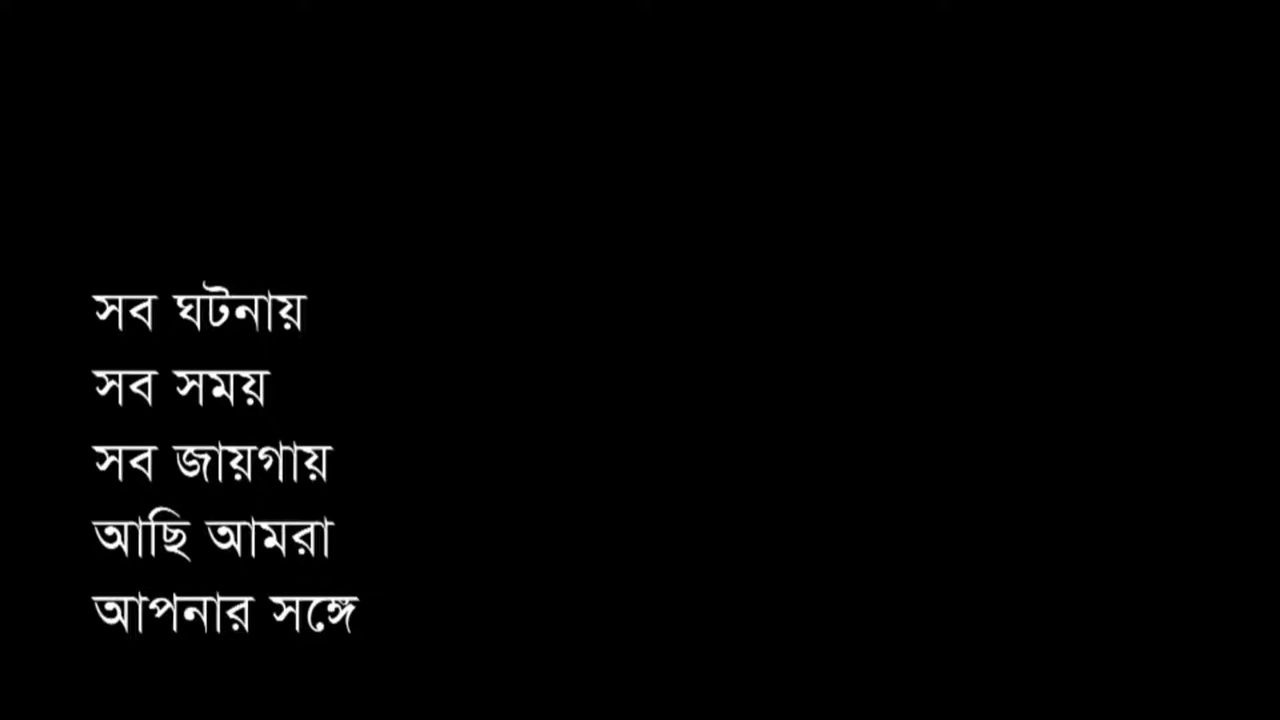 সব ঘটনায়
সব সময়
সব জায়গায়
আছি আমরা
আপনার সঙ্গে